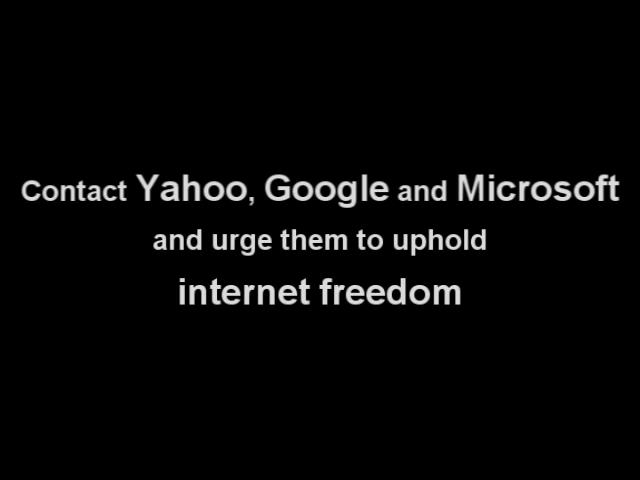 Contact Yahoo, Google and Microsoft
and urge them to uphold
internet freedom